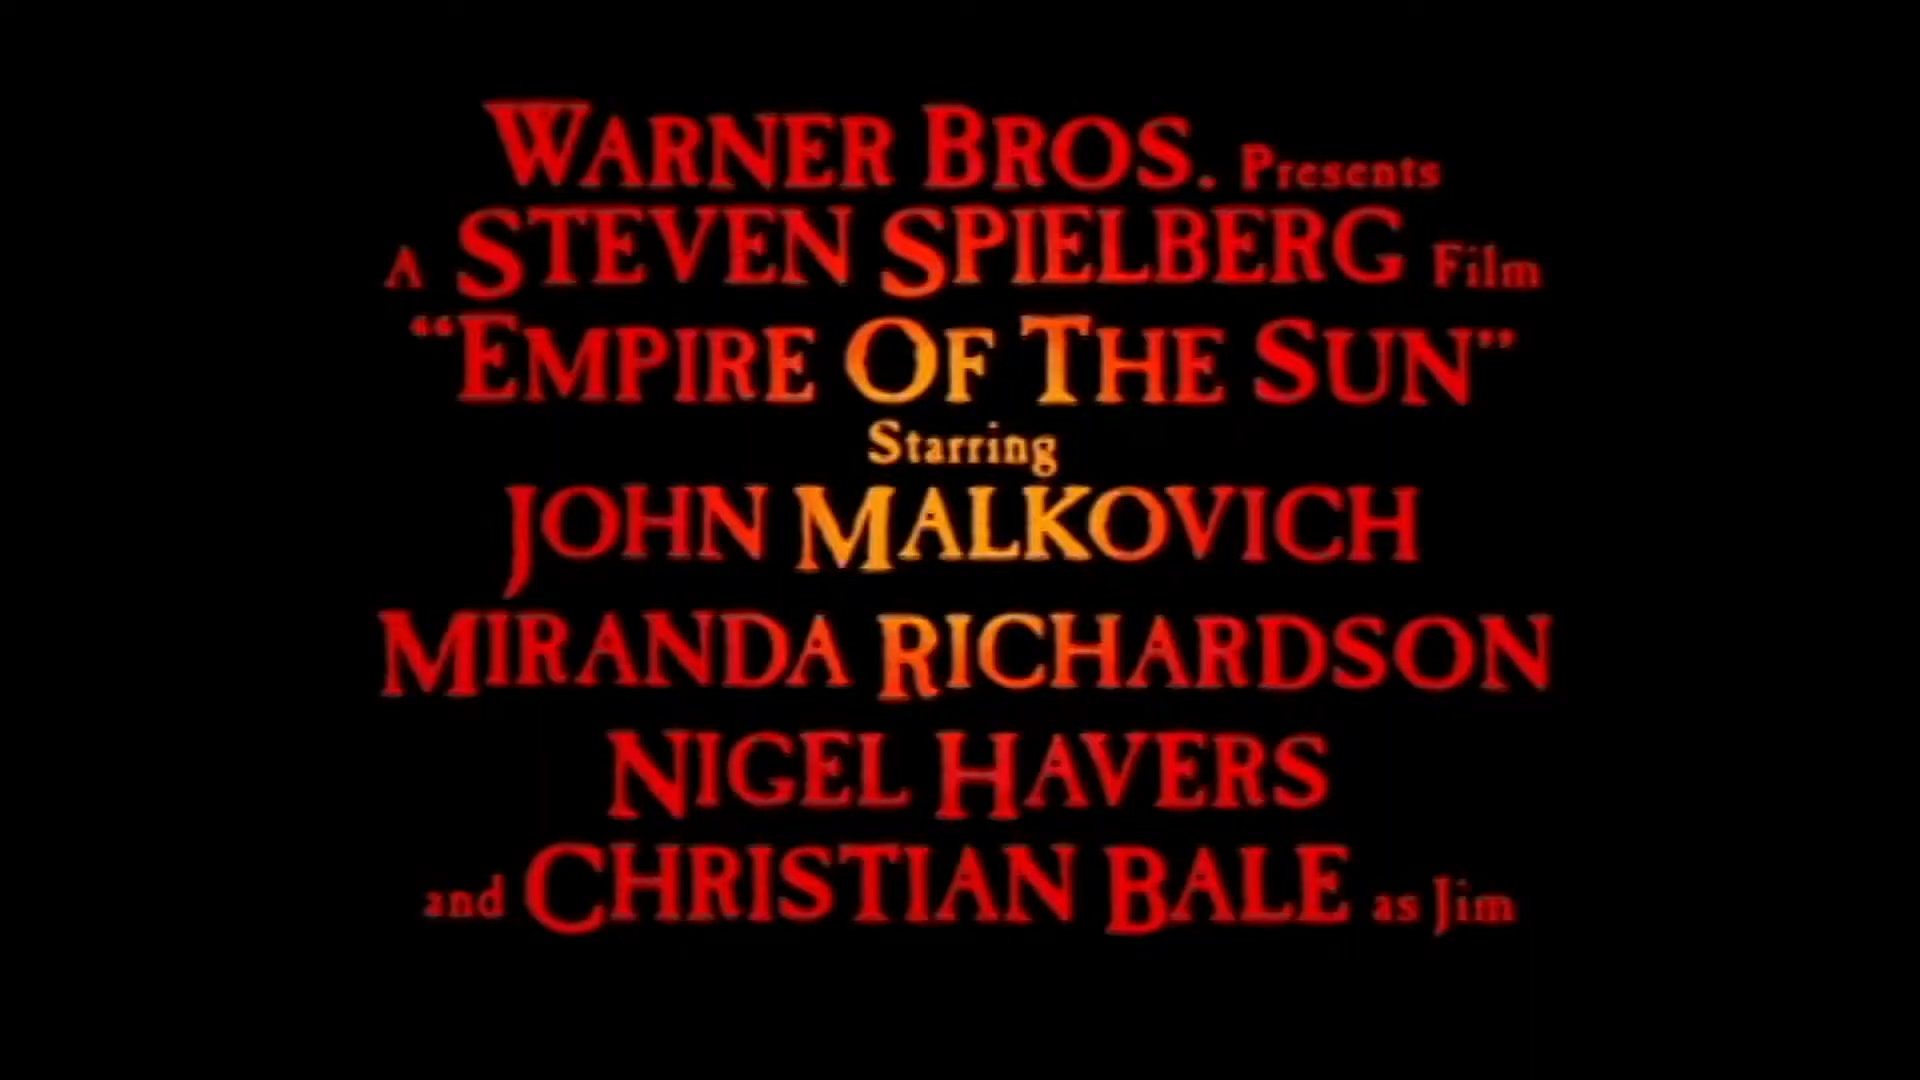 WARNER BROS. Presents
A STEVEN SPIELBERG Film
“EMPIRE OF THE SUN”
Starring
JOHN MALKOVICH
MIRANDA RICHARDSON
NIGEL HAVERS
and CHRISTIAN BALE as Jim